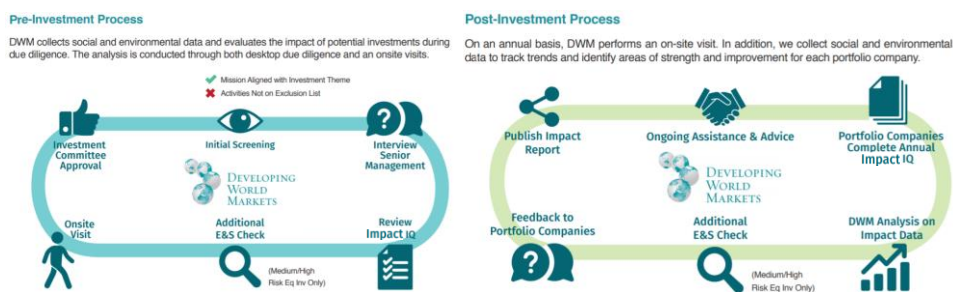 Pre-Investment Process
DWM collects social and environmental data and evaluates the impact of potential investments during
due diligence. The analysis is conducted through both desktop due diligence and an onsite visits.
Mission Aligned with Investment Theme
Activities Not on Exclusion List
Investment
Committee
Approval
Initial Screening
Interview
Senior
Management
DEVELOPING
WORLD
MARKETS
Onsite
Visit
Additional
E&S Check
Review
Impact IQ
(Medium/High
Risk Eq Inv Only)
Post-Investment Process
On an annual basis, DWM performs an on-site visit. In addition, we collect social and environmental
data to track trends and identify areas of strength and improvement for each portfolio company.
Publish Impact
Report
Ongoing Assistance & Advice
Portfolio Companies
Complete Annual
Impact IQ
DEVELOPING
WORLD
MARKETS
Feedback to
Portfolio Companies
Additional
E&S Check
DWM Analysis on
Impact Data
(Medium/High
Risk Eq Inv Only)